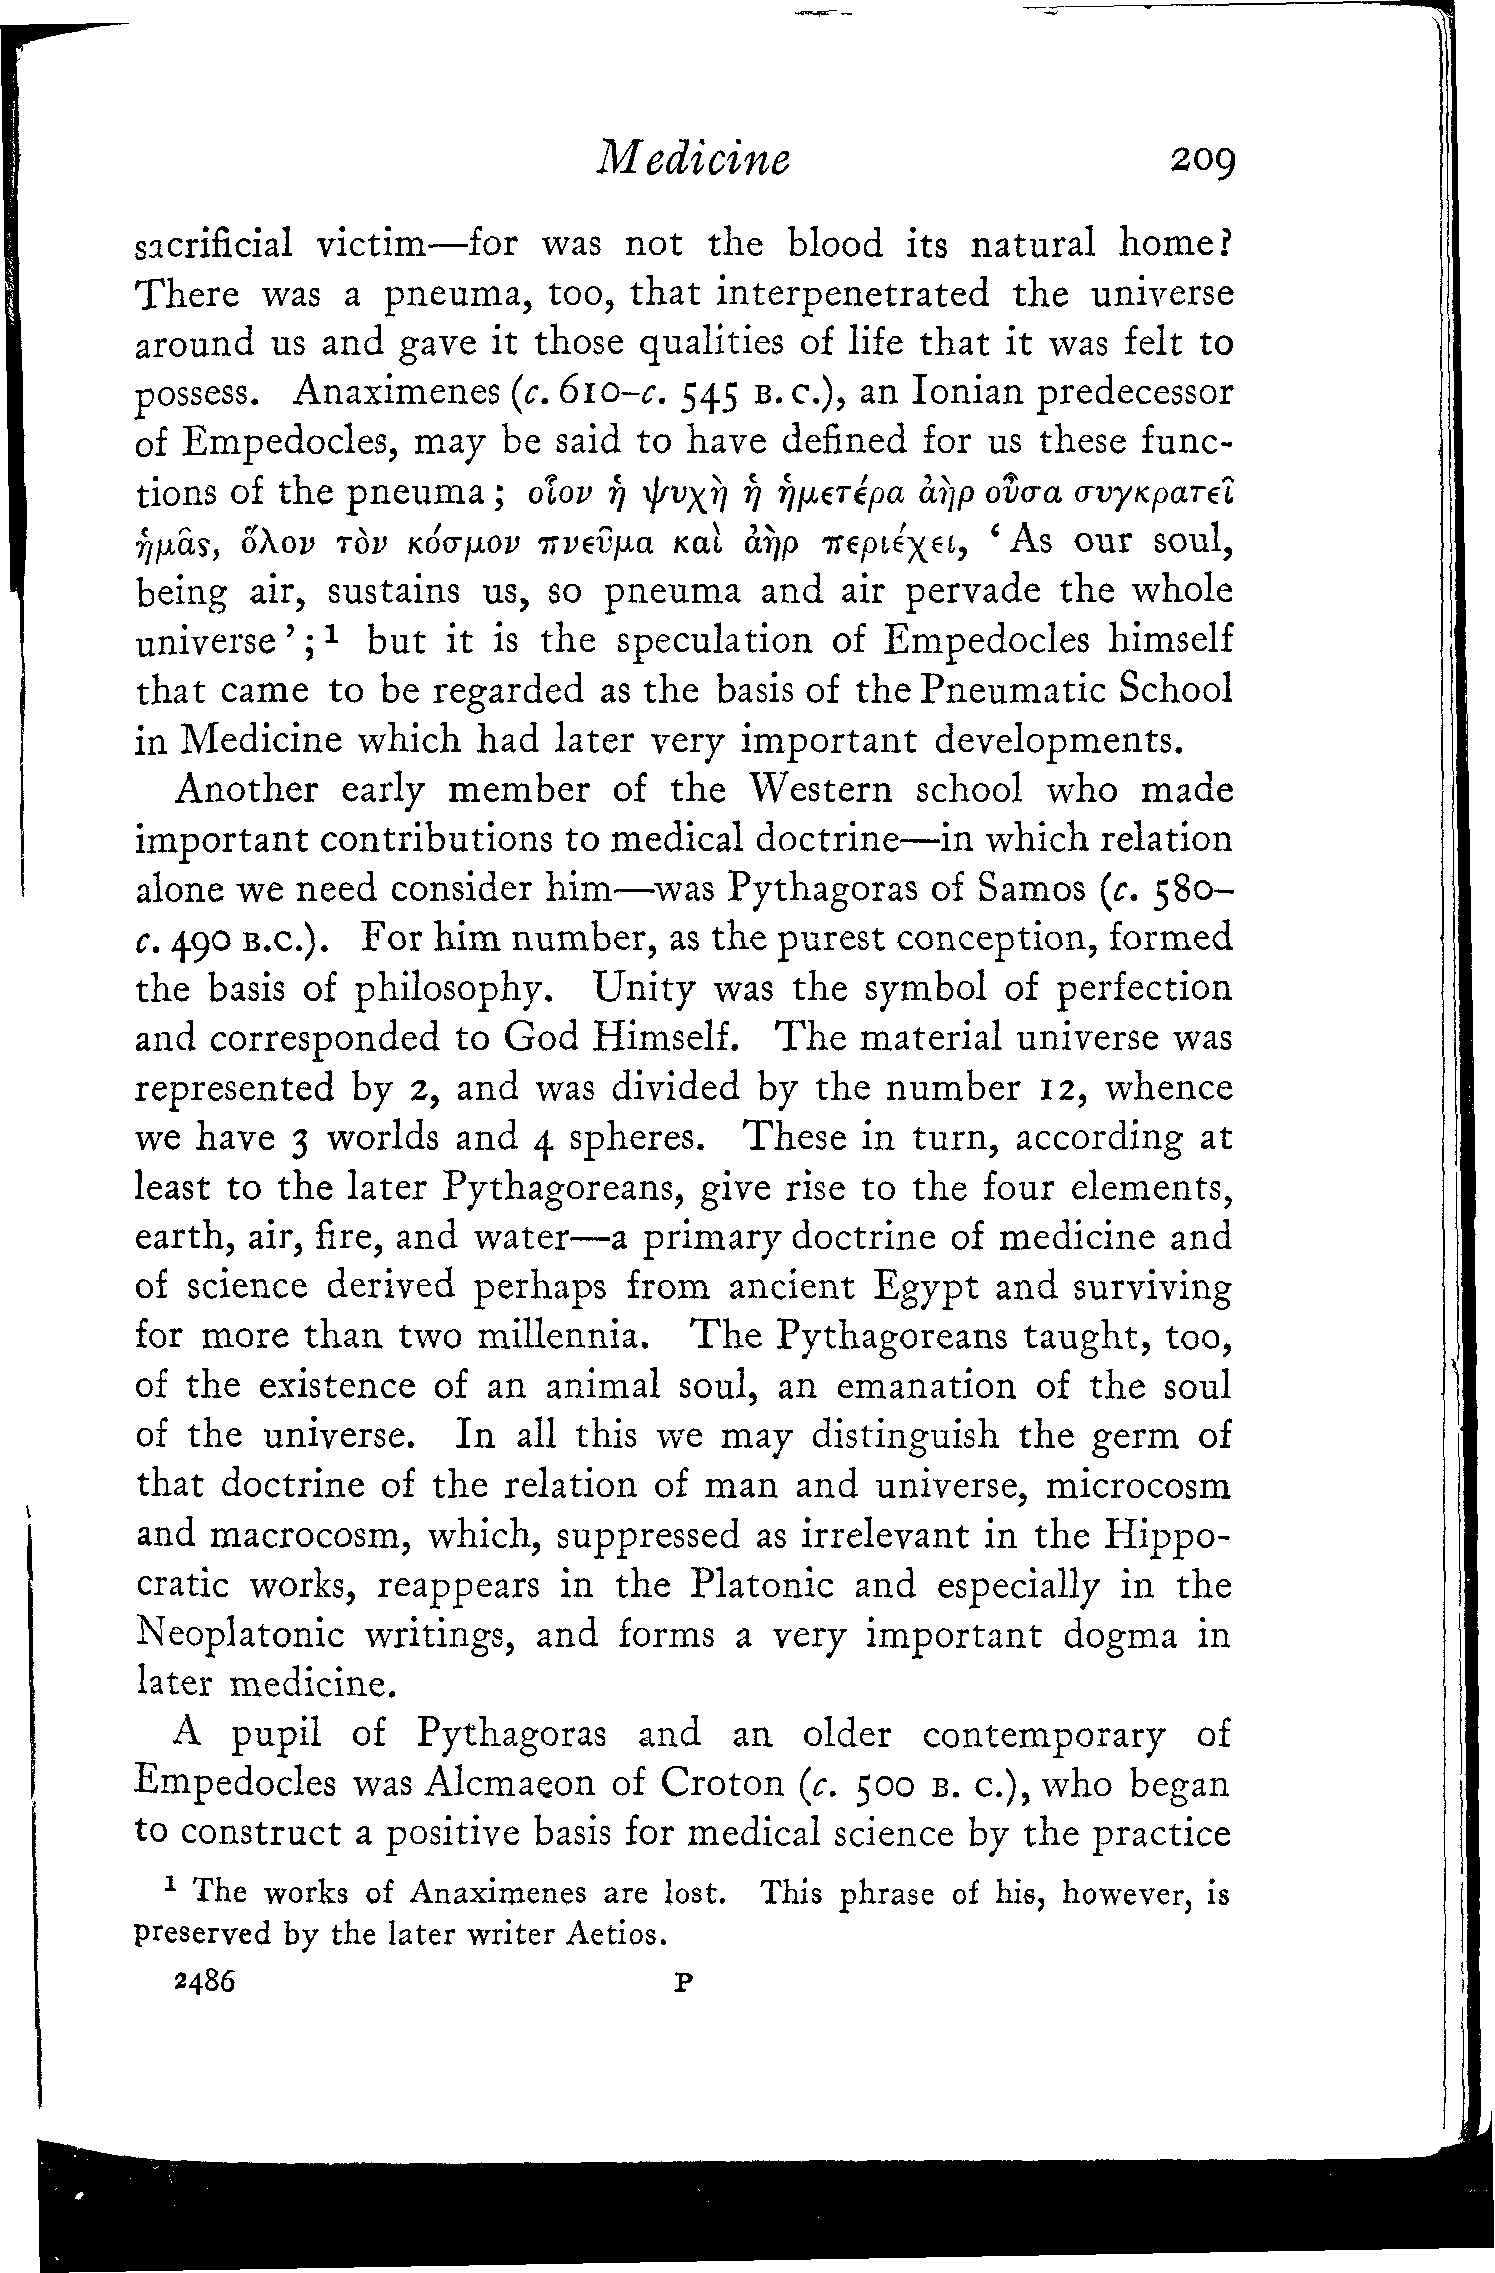 Medicine 209
sacrificial victim—for was not the blood its natural home?
There was a pneuma, too, that interpenetrated the universe
around us and gave it those qualities of life that it was felt to
possess. Anaximenes (c. 610–c. 545 B.C.), an Ionian predecessor
of Empedocles, may be said to have defined for us these func-
tions of the pneuma; οἷον ἡ ψυχὴ ἡ ἡμετέρα ἀὴρ οὖσα συγκρατεῖ
ἡμᾶς, ὅλον τὸν κόσμον πνεῦμα καὶ ἀὴρ περιέχει, ‘As our soul,
being air, sustains us, so pneuma and air pervade the whole
universe’;¹ but it is the speculation of Empedocles himself
that came to be regarded as the basis of the Pneumatic School
in Medicine which had later very important developments.
Another early member of the Western school who made
important contributions to medical doctrine—in which relation
alone we need consider him—was Pythagoras of Samos (c. 580–
c. 490 B.C.). For him number, as the purest conception, formed
the basis of philosophy. Unity was the symbol of perfection
and corresponded to God Himself. The material universe was
represented by 2, and was divided by the number 12, whence
we have 3 worlds and 4 spheres. These in turn, according at
least to the later Pythagoreans, give rise to the four elements,
earth, air, fire, and water—a primary doctrine of medicine and
of science derived perhaps from ancient Egypt and surviving
for more than two millennia. The Pythagoreans taught, too,
of the existence of an animal soul, an emanation of the soul
of the universe. In all this we may distinguish the germ of
that doctrine of the relation of man and universe, microcosm
and macrocosm, which, suppressed as irrelevant in the Hippo-
cratic works, reappears in the Platonic and especially in the
Neoplatonic writings, and forms a very important dogma in
later medicine.
A pupil of Pythagoras and an older contemporary of
Empedocles was Alcmaeon of Croton (c. 500 B.C.), who began
to construct a positive basis for medical science by the practice
¹ The works of Anaximenes are lost. This phrase of his, however, is
preserved by the later writer Aetios.
2486 P